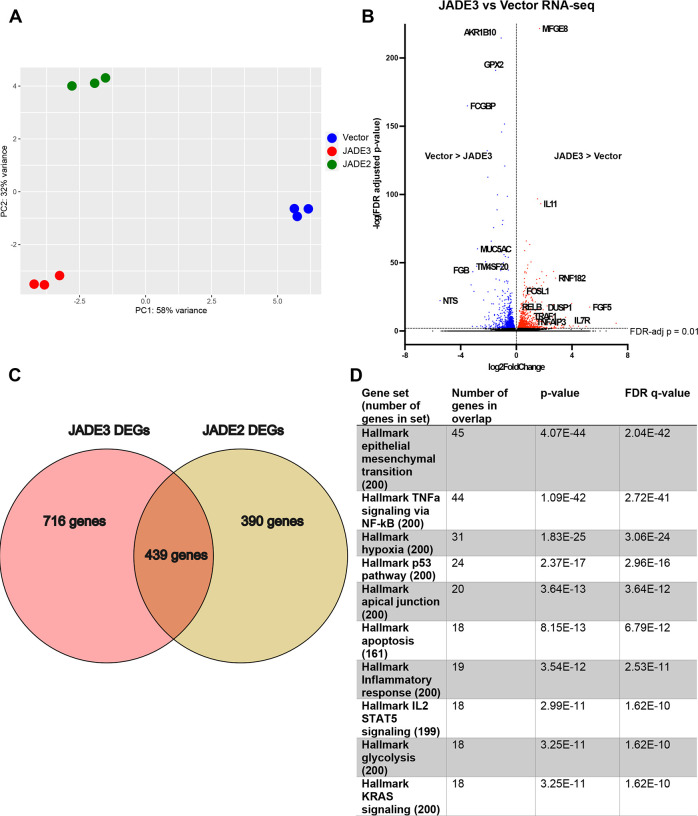 A
4
2
0
-2
PC2: 32% variance
-2.5
0.0
2.5
5.0
PC1: 58% variance
Vector
JADE3
JADE2
B
JADE3 vs Vector RNA-seq
-log(FDR adjusted p-value)
200
150
100
50
0
-8
-4
0
4
8
log2FoldChange
AKR1B10
MFGE8
GPX2
FCGBP
Vector > JADE3
JADE3 > Vector
IL11
MUC5AC
TM4SF20
FGB
RNF182
FOSL1
NTS
RELB
DUSP1
FGF5
TRAF1
TNFAIP3
IL7R
FDR-adj p = 0.01
C
JADE3 DEGs
JADE2 DEGs
716 genes
439 genes
390 genes
D
Gene set
(number of
genes in set)
Number of
genes in
overlap
p-value
FDR q-value
Hallmark
epithelial
mesenchymal
transition
(200)
45
4.07E-44
2.04E-42
Hallmark TNFa
signaling via
NF-kB (200)
44
1.09E-42
2.72E-41
Hallmark
hypoxia (200)
31
1.83E-25
3.06E-24
Hallmark p53
pathway (200)
24
2.37E-17
2.96E-16
Hallmark
apical junction
(200)
20
3.64E-13
3.64E-12
Hallmark
apoptosis
(161)
18
8.15E-13
6.79E-12
Hallmark
Inflammatory
response (200)
19
3.54E-12
2.53E-11
Hallmark IL2
STAT5
signaling (199)
18
2.99E-11
1.62E-10
Hallmark
glycolysis
(200)
18
3.25E-11
1.62E-10
Hallmark
KRAS
signaling (200)
18
3.25E-11
1.62E-10